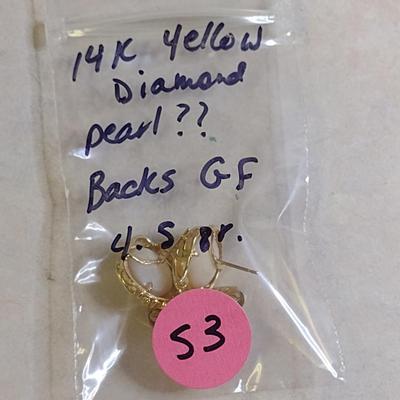 14K Yellow
Diamond
pearl??
Backs GF
4.5 gr.
53